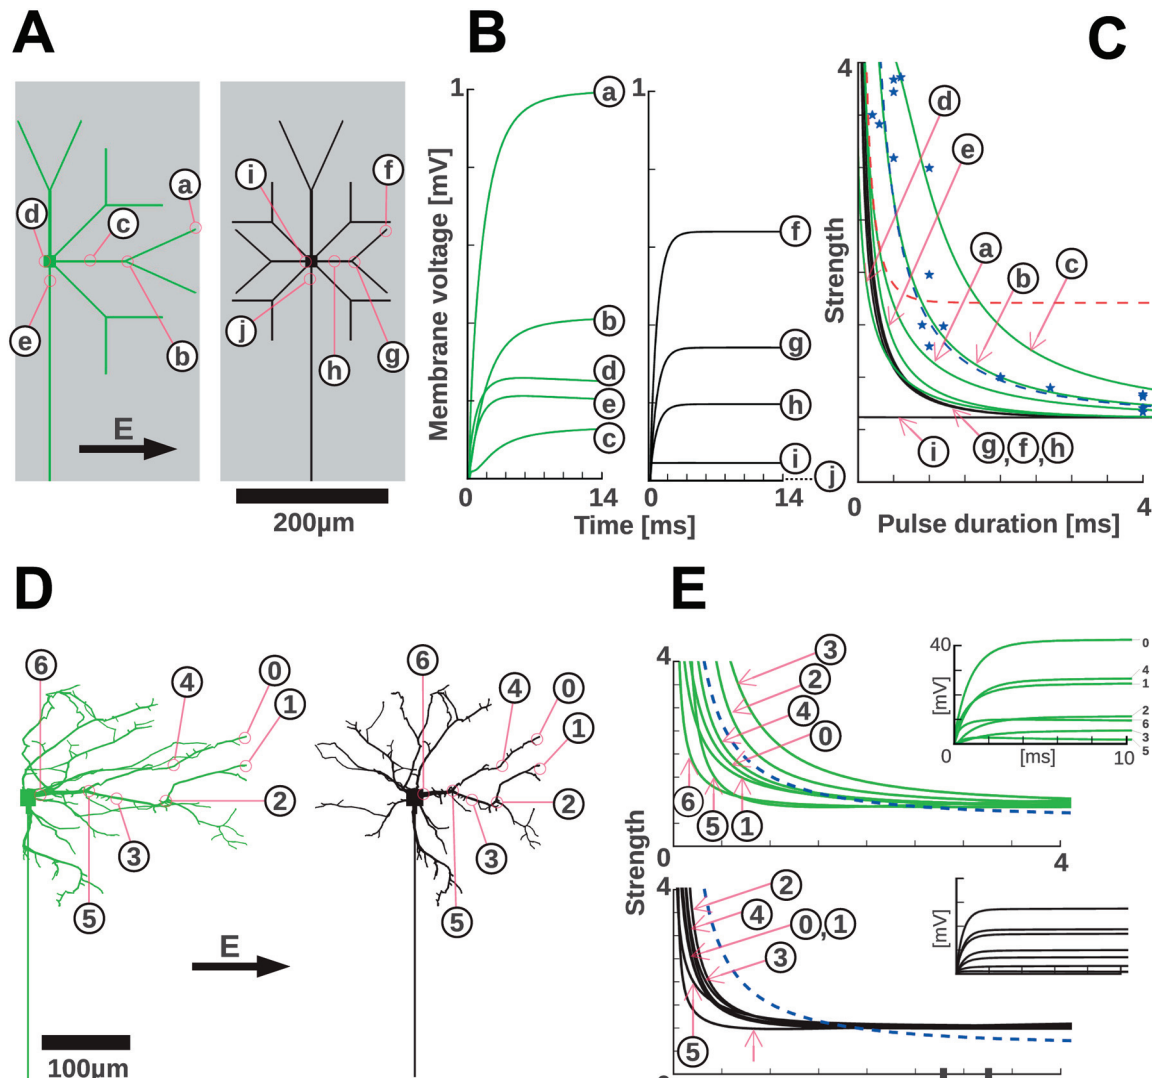 A
B
C
a
d
c
e
b
E
i
f
j
h
g
200µm
Membrane voltage [mV]
1
a
b
d
e
c
0
14
1
f
g
h
i
j
0
14
Time [ms]
Strength
4
d
e
a
b
c
i
g,f,h
0
4
Pulse duration [ms]
D
E
6
4
0
1
2
3
5
E
100µm
6
4
0
1
2
3
5
Strength
4
3
2
4
0
6
5
1
0
4
40
[mV]
0
[ms]
10
0
4
1
2
6
3
5
4
2
4
0,1
3
5
[mV]